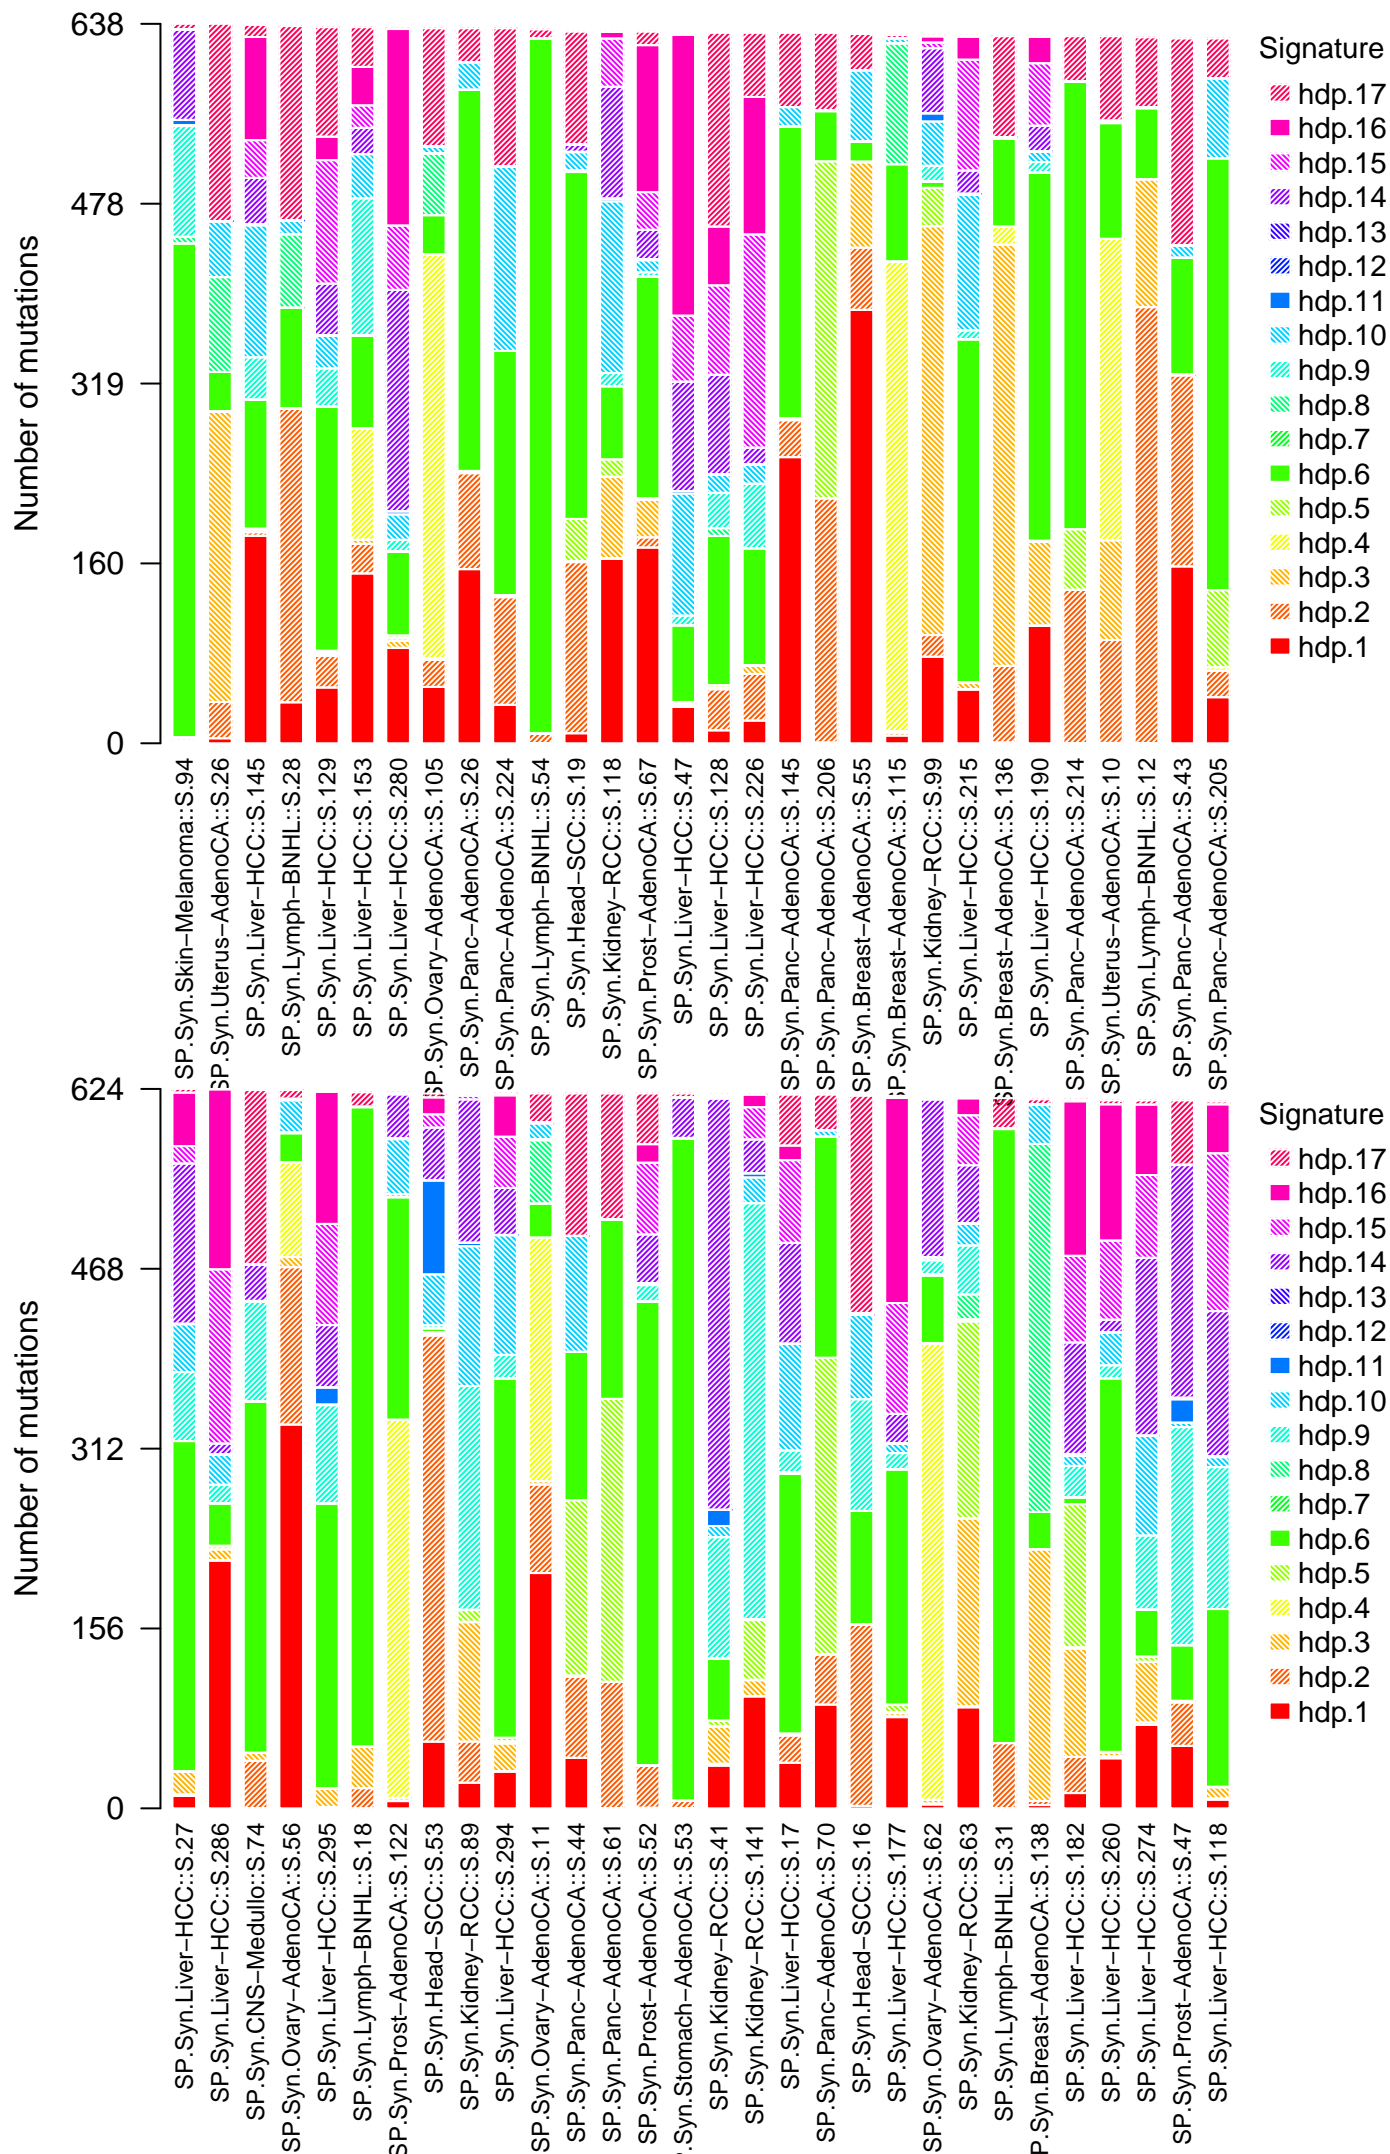 Number of mutations
638
478
319
160
0
Signature
hdp.17
hdp.16
hdp.15
hdp.14
hdp.13
hdp.12
hdp.11
hdp.10
hdp.9
hdp.8
hdp.7
hdp.6
hdp.5
hdp.4
hdp.3
hdp.2
hdp.1
SP.Syn.Skin−Melanoma::S.94
SP.Syn.Uterus−AdenoCA::S.26
SP.Syn.Liver−HCC::S.145
SP.Syn.Lymph−BNHL::S.28
SP.Syn.Liver−HCC::S.129
SP.Syn.Liver−HCC::S.153
SP.Syn.Liver−HCC::S.280
SP.Syn.Ovary−AdenoCA::S.105
SP.Syn.Panc−AdenoCA::S.26
SP.Syn.Panc−AdenoCA::S.224
SP.Syn.Lymph−BNHL::S.54
SP.Syn.Head−SCC::S.19
SP.Syn.Kidney−RCC::S.118
SP.Syn.Prost−AdenoCA::S.67
SP.Syn.Liver−HCC::S.47
SP.Syn.Liver−HCC::S.128
SP.Syn.Liver−HCC::S.226
SP.Syn.Panc−AdenoCA::S.145
SP.Syn.Panc−AdenoCA::S.206
SP.Syn.Breast−AdenoCA::S.55
SP.Syn.Breast−AdenoCA::S.115
SP.Syn.Kidney−RCC::S.99
SP.Syn.Liver−HCC::S.215
SP.Syn.Breast−AdenoCA::S.136
SP.Syn.Liver−HCC::S.190
SP.Syn.Panc−AdenoCA::S.214
SP.Syn.Uterus−AdenoCA::S.10
SP.Syn.Lymph−BNHL::S.12
SP.Syn.Panc−AdenoCA::S.43
SP.Syn.Panc−AdenoCA::S.205
Number of mutations
624
468
312
156
0
Signature
hdp.17
hdp.16
hdp.15
hdp.14
hdp.13
hdp.12
hdp.11
hdp.10
hdp.9
hdp.8
hdp.7
hdp.6
hdp.5
hdp.4
hdp.3
hdp.2
hdp.1
SP.Syn.Liver−HCC::S.27
SP.Syn.Liver−HCC::S.286
SP.Syn.CNS−Medullo::S.74
SP.Syn.Ovary−AdenoCA::S.56
SP.Syn.Liver−HCC::S.295
SP.Syn.Lymph−BNHL::S.18
SP.Syn.Prost−AdenoCA::S.122
SP.Syn.Head−SCC::S.53
SP.Syn.Kidney−RCC::S.89
SP.Syn.Liver−HCC::S.294
SP.Syn.Ovary−AdenoCA::S.11
SP.Syn.Panc−AdenoCA::S.44
SP.Syn.Panc−AdenoCA::S.61
SP.Syn.Prost−AdenoCA::S.52
P.Syn.Stomach−AdenoCA::S.53
SP.Syn.Kidney−RCC::S.41
SP.Syn.Kidney−RCC::S.141
SP.Syn.Liver−HCC::S.17
SP.Syn.Panc−AdenoCA::S.70
SP.Syn.Head−SCC::S.16
SP.Syn.Liver−HCC::S.177
SP.Syn.Ovary−AdenoCA::S.62
SP.Syn.Kidney−RCC::S.63
SP.Syn.Lymph−BNHL::S.31
SP.Syn.Breast−AdenoCA::S.138
SP.Syn.Liver−HCC::S.182
SP.Syn.Liver−HCC::S.260
SP.Syn.Liver−HCC::S.274
SP.Syn.Prost−AdenoCA::S.47
SP.Syn.Liver−HCC::S.118